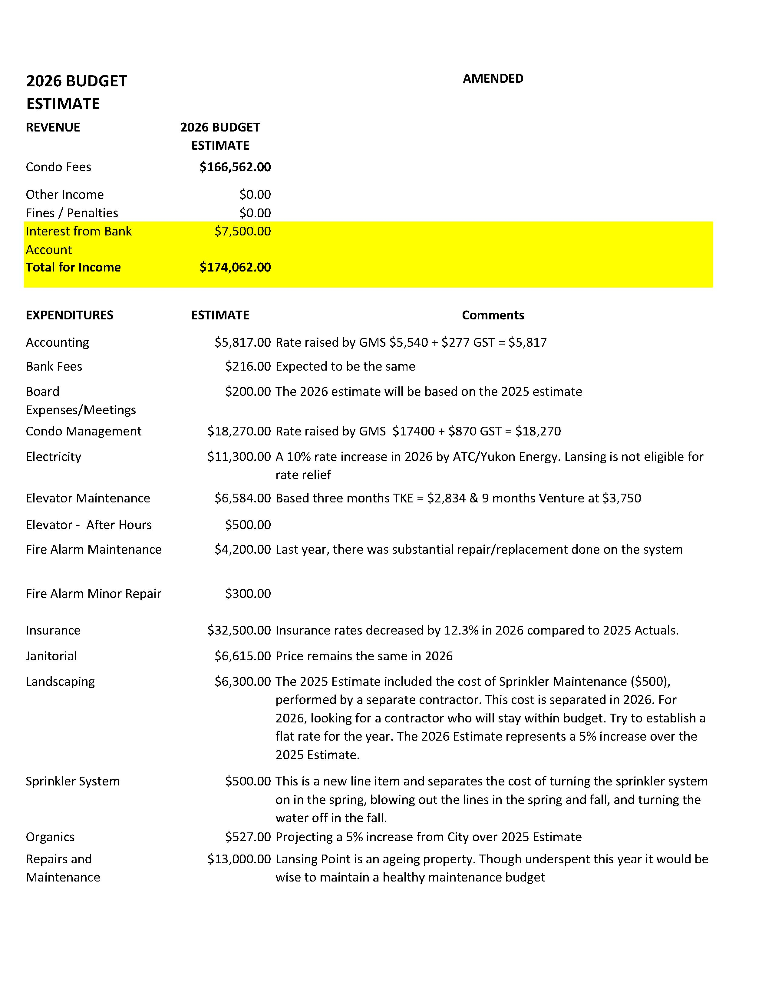 2026 BUDGET
ESTIMATE
AMENDED
REVENUE
2026 BUDGET
ESTIMATE
Condo Fees $166,562.00
Other Income $0.00
Fines / Penalties $0.00
Interest from Bank $7,500.00
Account
Total for Income $174,062.00
EXPENDITURES ESTIMATE Comments
Accounting $5,817.00 Rate raised by GMS $5,540 + $277 GST = $5,817
Bank Fees $216.00 Expected to be the same
Board $200.00 The 2026 estimate will be based on the 2025 estimate
Expenses/Meetings
Condo Management $18,270.00 Rate raised by GMS  $17400 + $870 GST = $18,270
Electricity $11,300.00 A 10% rate increase in 2026 by ATC/Yukon Energy. Lansing is not eligible for
rate relief
Elevator Maintenance $6,584.00 Based three months TKE = $2,834 & 9 months Venture at $3,750
Elevator -  After Hours $500.00
Fire Alarm Maintenance $4,200.00 Last year, there was substantial repair/replacement done on the system
Fire Alarm Minor Repair $300.00
Insurance $32,500.00 Insurance rates decreased by 12.3% in 2026 compared to 2025 Actuals.
Janitorial $6,615.00 Price remains the same in 2026
Landscaping $6,300.00 The 2025 Estimate included the cost of Sprinkler Maintenance ($500),
performed by a separate contractor. This cost is separated in 2026. For
2026, looking for a contractor who will stay within budget. Try to establish a
flat rate for the year. The 2026 Estimate represents a 5% increase over the
2025 Estimate.
Sprinkler System $500.00 This is a new line item and separates the cost of turning the sprinkler system
on in the spring, blowing out the lines in the spring and fall, and turning the
water off in the fall.
Organics $527.00 Projecting a 5% increase from City over 2025 Estimate
Repairs and $13,000.00 Lansing Point is an ageing property. Though underspent this year it would be
Maintenance wise to maintain a healthy maintenance budget